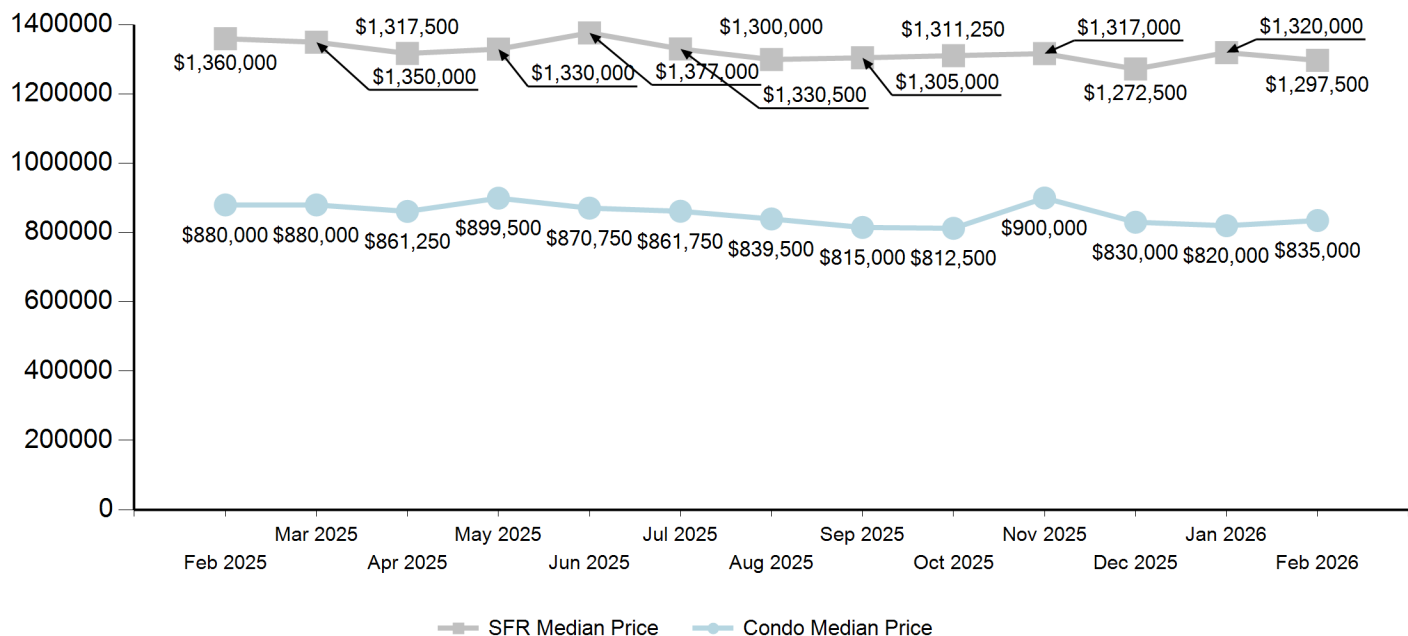 1400000
1200000
1000000
800000
600000
400000
200000
0
$1,360,000
$1,350,000
$1,317,500
$1,330,000
$1,377,000
$1,330,500
$1,300,000
$1,305,000
$1,311,250
$1,317,000
$1,272,500
$1,320,000
$1,297,500
$880,000
$880,000
$861,250
$899,500
$870,750
$861,750
$839,500
$815,000
$812,500
$900,000
$830,000
$820,000
$835,000
Feb 2025
Mar 2025
Apr 2025
May 2025
Jun 2025
Jul 2025
Aug 2025
Sep 2025
Oct 2025
Nov 2025
Dec 2025
Jan 2026
Feb 2026
SFR Median Price
Condo Median Price